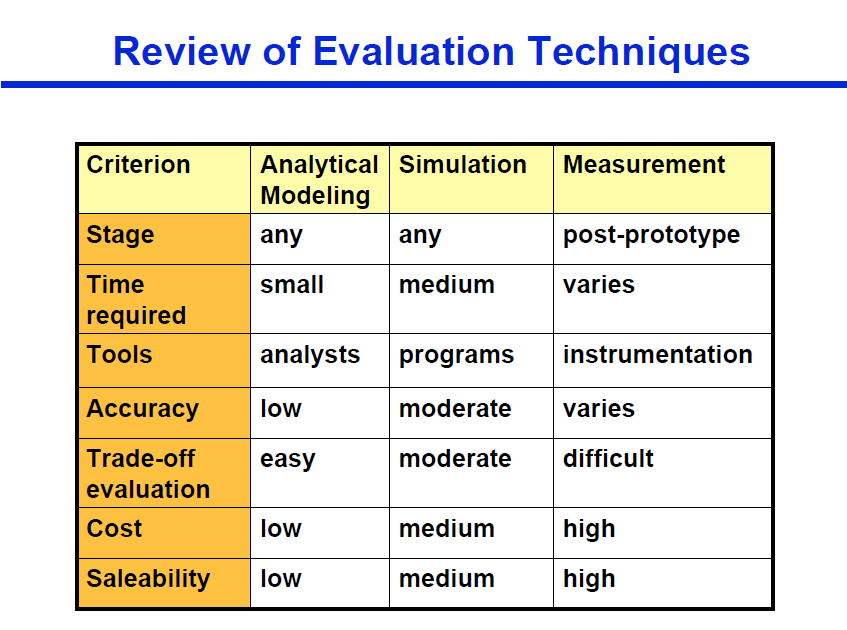 Review of Evaluation Techniques
Criterion Analytical Modeling Simulation Measurement
Stage any any post-prototype
Time required small medium varies
Tools analysts programs instrumentation
Accuracy low moderate varies
Trade-off evaluation easy moderate difficult
Cost low medium high
Saleability low medium high